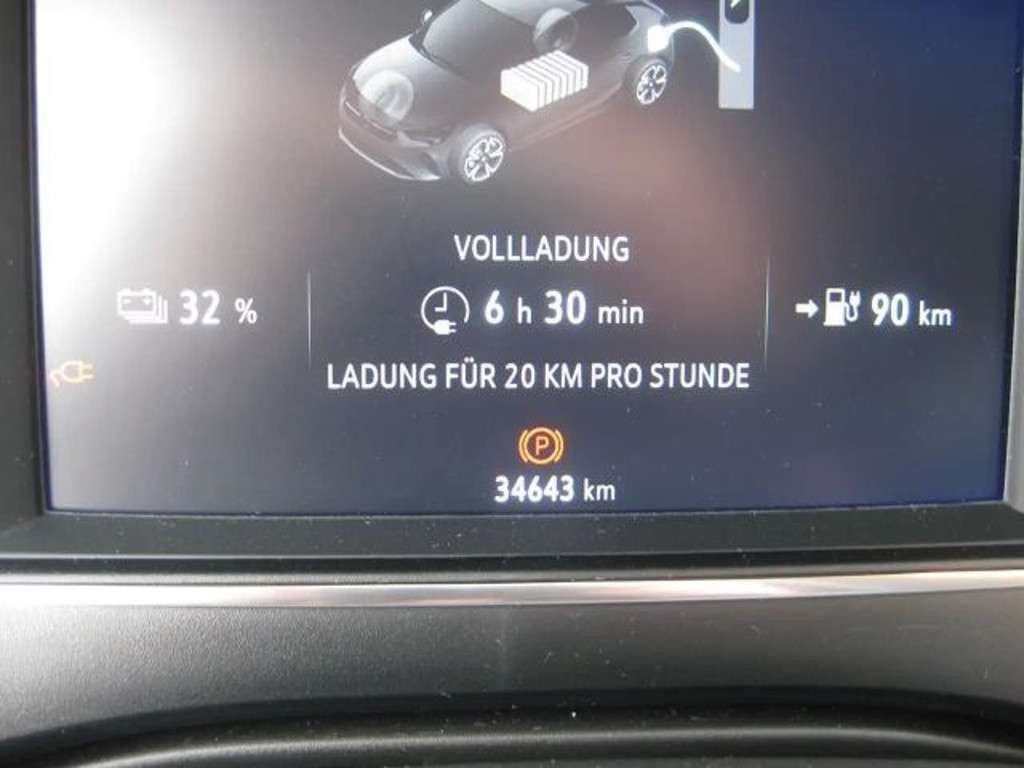 VOLLLADUNG
32 % 6 h 30 min 90 km
LADUNG FÜR 20 KM PRO STUNDE
P
34643 km